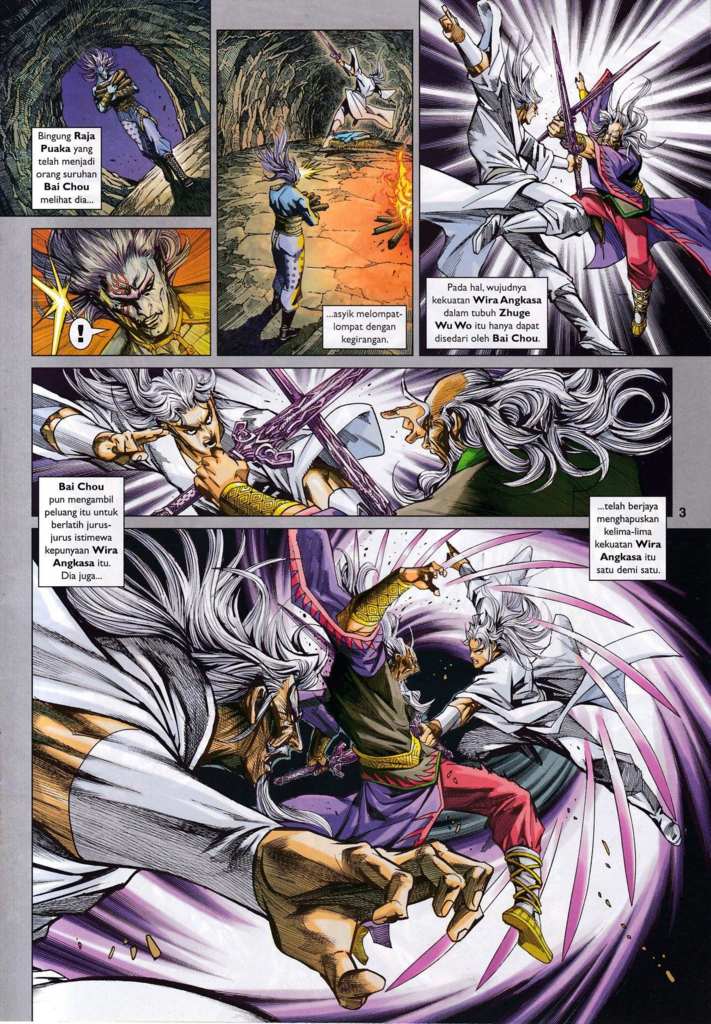 Bingung Raja
Puaka yang
telah menjadi
orang suruhan
Bai Chou
melihat dia...
...asyik melompat-
lompat dengan
kegirangan.
Pada hal, wujudnya
kekuatan Wira Angkasa
dalam tubuh Zhuge
Wu Wo itu hanya dapat
disedari oleh Bai Chou.
!
Bai Chou
pun mengambil
peluang itu untuk
berlatih jurus-
jurus istimewa
kepunyaan Wira
Angkasa itu.
Dia juga...
...telah berjaya
menghapuskan
kelima-lima
kekuatan Wira
Angkasa itu
satu demi satu.
3